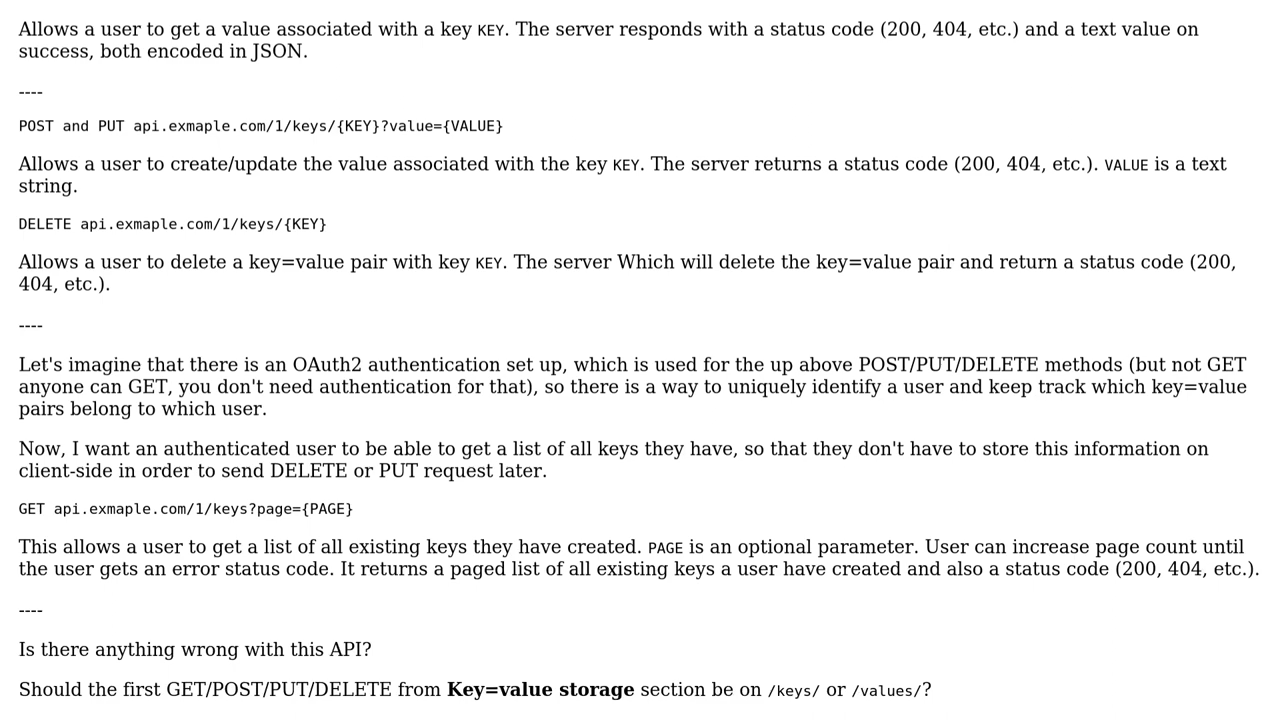 Allows a user to get a value associated with a key KEY. The server responds with a status code (200, 404, etc.) and a text value on
success, both encoded in JSON.
----
POST and PUT api.exmaple.com/1/keys/{KEY}?value={VALUE}
Allows a user to create/update the value associated with the key KEY. The server returns a status code (200, 404, etc.). VALUE is a text
string.
DELETE api.exmaple.com/1/keys/{KEY}
Allows a user to delete a key=value pair with key KEY. The server Which will delete the key=value pair and return a status code (200,
404, etc.).
----
Let's imagine that there is an OAuth2 authentication set up, which is used for the up above POST/PUT/DELETE methods (but not GET
anyone can GET, you don't need authentication for that), so there is a way to uniquely identify a user and keep track which key=value
pairs belong to which user.
Now, I want an authenticated user to be able to get a list of all keys they have, so that they don't have to store this information on
client-side in order to send DELETE or PUT request later.
GET api.exmaple.com/1/keys?page={PAGE}
This allows a user to get a list of all existing keys they have created. PAGE is an optional parameter. User can increase page count until
the user gets an error status code. It returns a paged list of all existing keys a user have created and also a status code (200, 404, etc.).
----
Is there anything wrong with this API?
Should the first GET/POST/PUT/DELETE from Key=value storage section be on /keys/ or /values/?